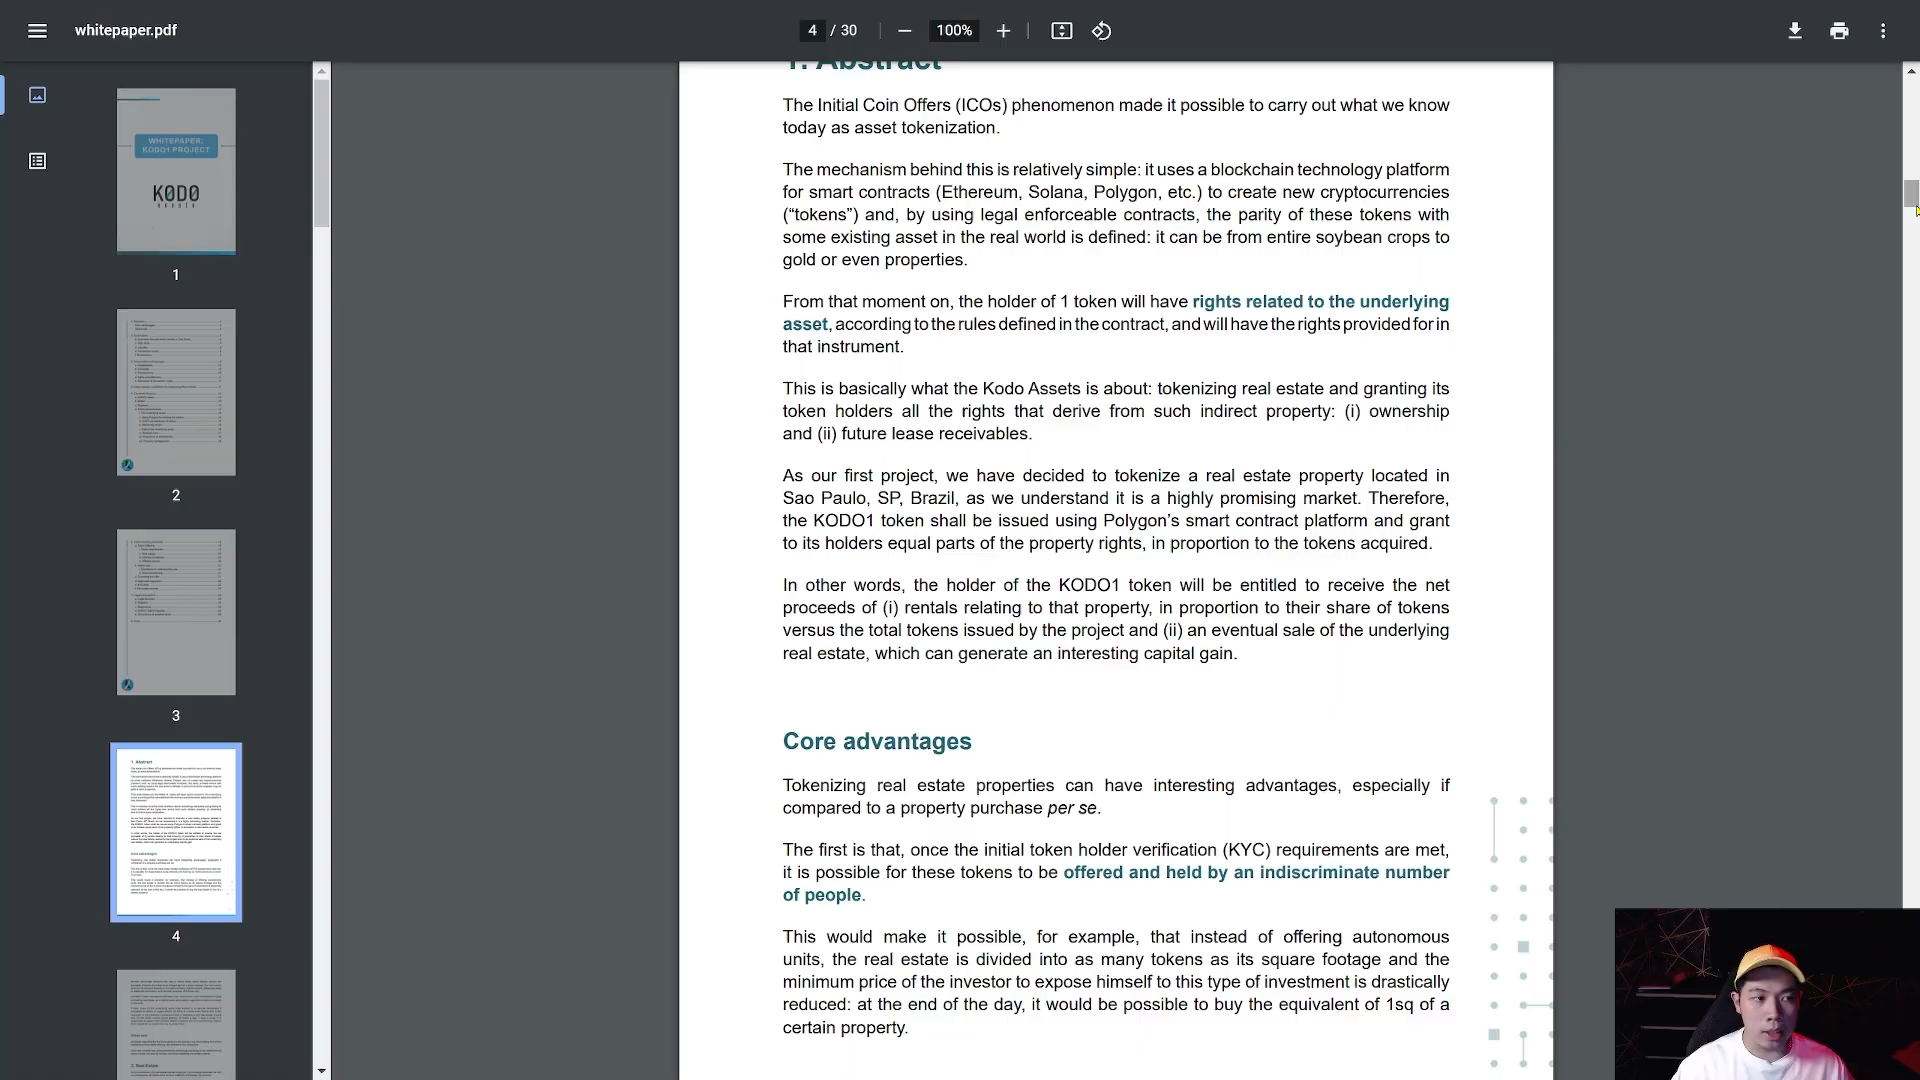 whitepaper.pdf
4 / 30
100%
WHITEPAPER:
KODO1 PROJECT
KODO
assets
1
2
3
1. Abstract
4
1. Abstract
The Initial Coin Offers (ICOs) phenomenon made it possible to carry out what we know
today as asset tokenization.
The mechanism behind this is relatively simple: it uses a blockchain technology platform
for smart contracts (Ethereum, Solana, Polygon, etc.) to create new cryptocurrencies
(“tokens”) and, by using legal enforceable contracts, the parity of these tokens with
some existing asset in the real world is defined: it can be from entire soybean crops to
gold or even properties.
From that moment on, the holder of 1 token will have rights related to the underlying
asset, according to the rules defined in the contract, and will have the rights provided for in
that instrument.
This is basically what the Kodo Assets is about: tokenizing real estate and granting its
token holders all the rights that derive from such indirect property: (i) ownership
and (ii) future lease receivables.
As our first project, we have decided to tokenize a real estate property located in
Sao Paulo, SP, Brazil, as we understand it is a highly promising market. Therefore,
the KODO1 token shall be issued using Polygon’s smart contract platform and grant
to its holders equal parts of the property rights, in proportion to the tokens acquired.
In other words, the holder of the KODO1 token will be entitled to receive the net
proceeds of (i) rentals relating to that property, in proportion to their share of tokens
versus the total tokens issued by the project and (ii) an eventual sale of the underlying
real estate, which can generate an interesting capital gain.
Core advantages
Tokenizing real estate properties can have interesting advantages, especially if
compared to a property purchase per se.
The first is that, once the initial token holder verification (KYC) requirements are met,
it is possible for these tokens to be offered and held by an indiscriminate number
of people.
This would make it possible, for example, that instead of offering autonomous
units, the real estate is divided into as many tokens as its square footage and the
minimum price of the investor to expose himself to this type of investment is drastically
reduced: at the end of the day, it would be possible to buy the equivalent of 1sq of a
certain property.